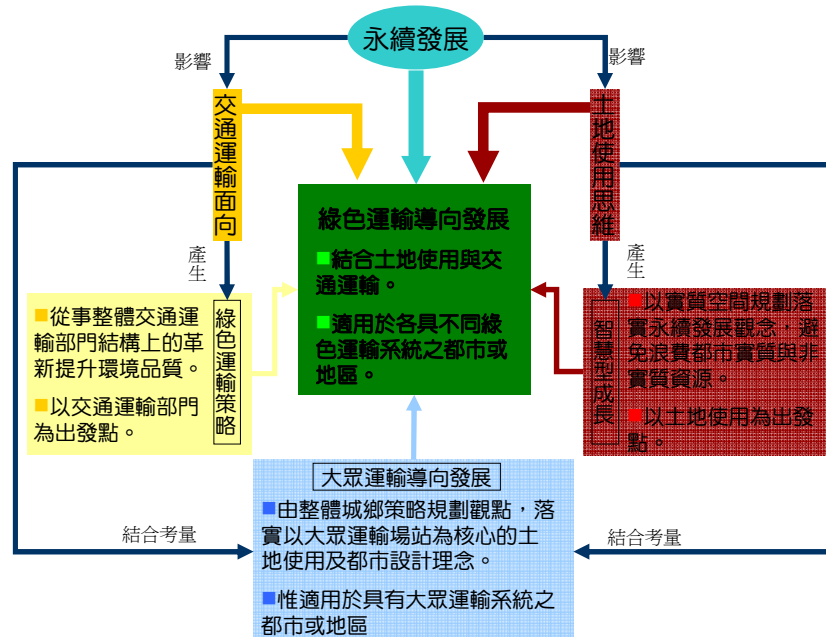 永續發展
影響
影響
交通運輸面向
土地使用思維
綠色運輸導向發展
■結合土地使用與交
通運輸。
■適用於各具不同綠
色運輸系統之都市或
地區。
產生
產生
■從事整體交通運
輸部門結構上的革
新提升環境品質。
■以交通運輸部門
為出發點。
綠色運輸策略
智慧型成長
■以實質空間規劃落
實永續發展觀念，避
免浪費都市實質與非
實質資源。
■以土地使用為出發
點。
大眾運輸導向發展
■由整體城鄉策略規劃觀點，落
實以大眾運輸場站為核心的土
地使用及都市設計理念。
■惟適用於具有大眾運輸系統之
都市或地區
結合考量
結合考量